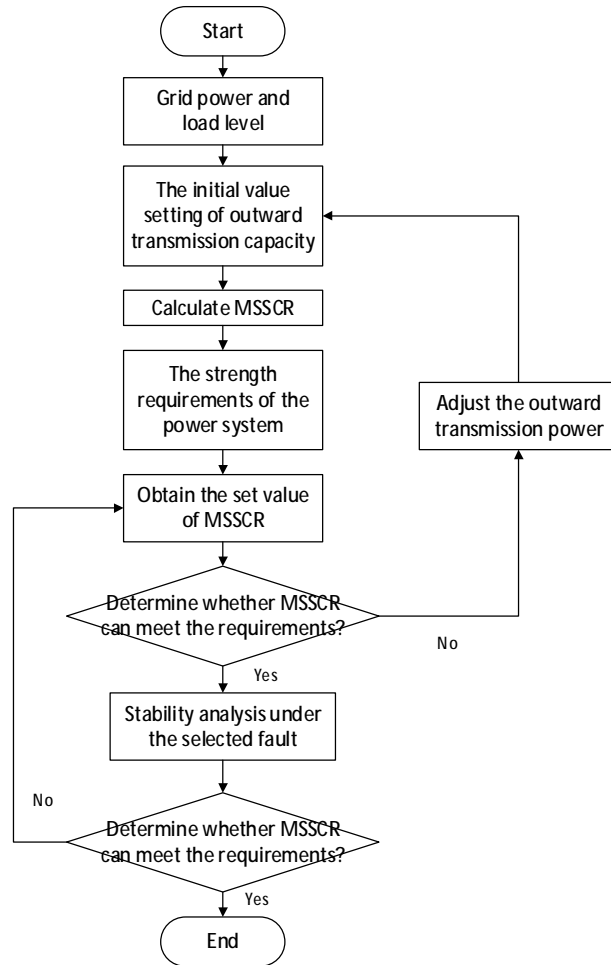 Start
Grid power and
load level
The initial value
setting of outward
transmission capacity
Calculate MSSCR
The strength
requirements of the
power system
Adjust the outward
transmission power
Obtain the set value
of MSSCR
Determine whether MSSCR
can meet the requirements?
No
Yes
Stability analysis under
the selected fault
No
Determine whether MSSCR
can meet the requirements?
Yes
End